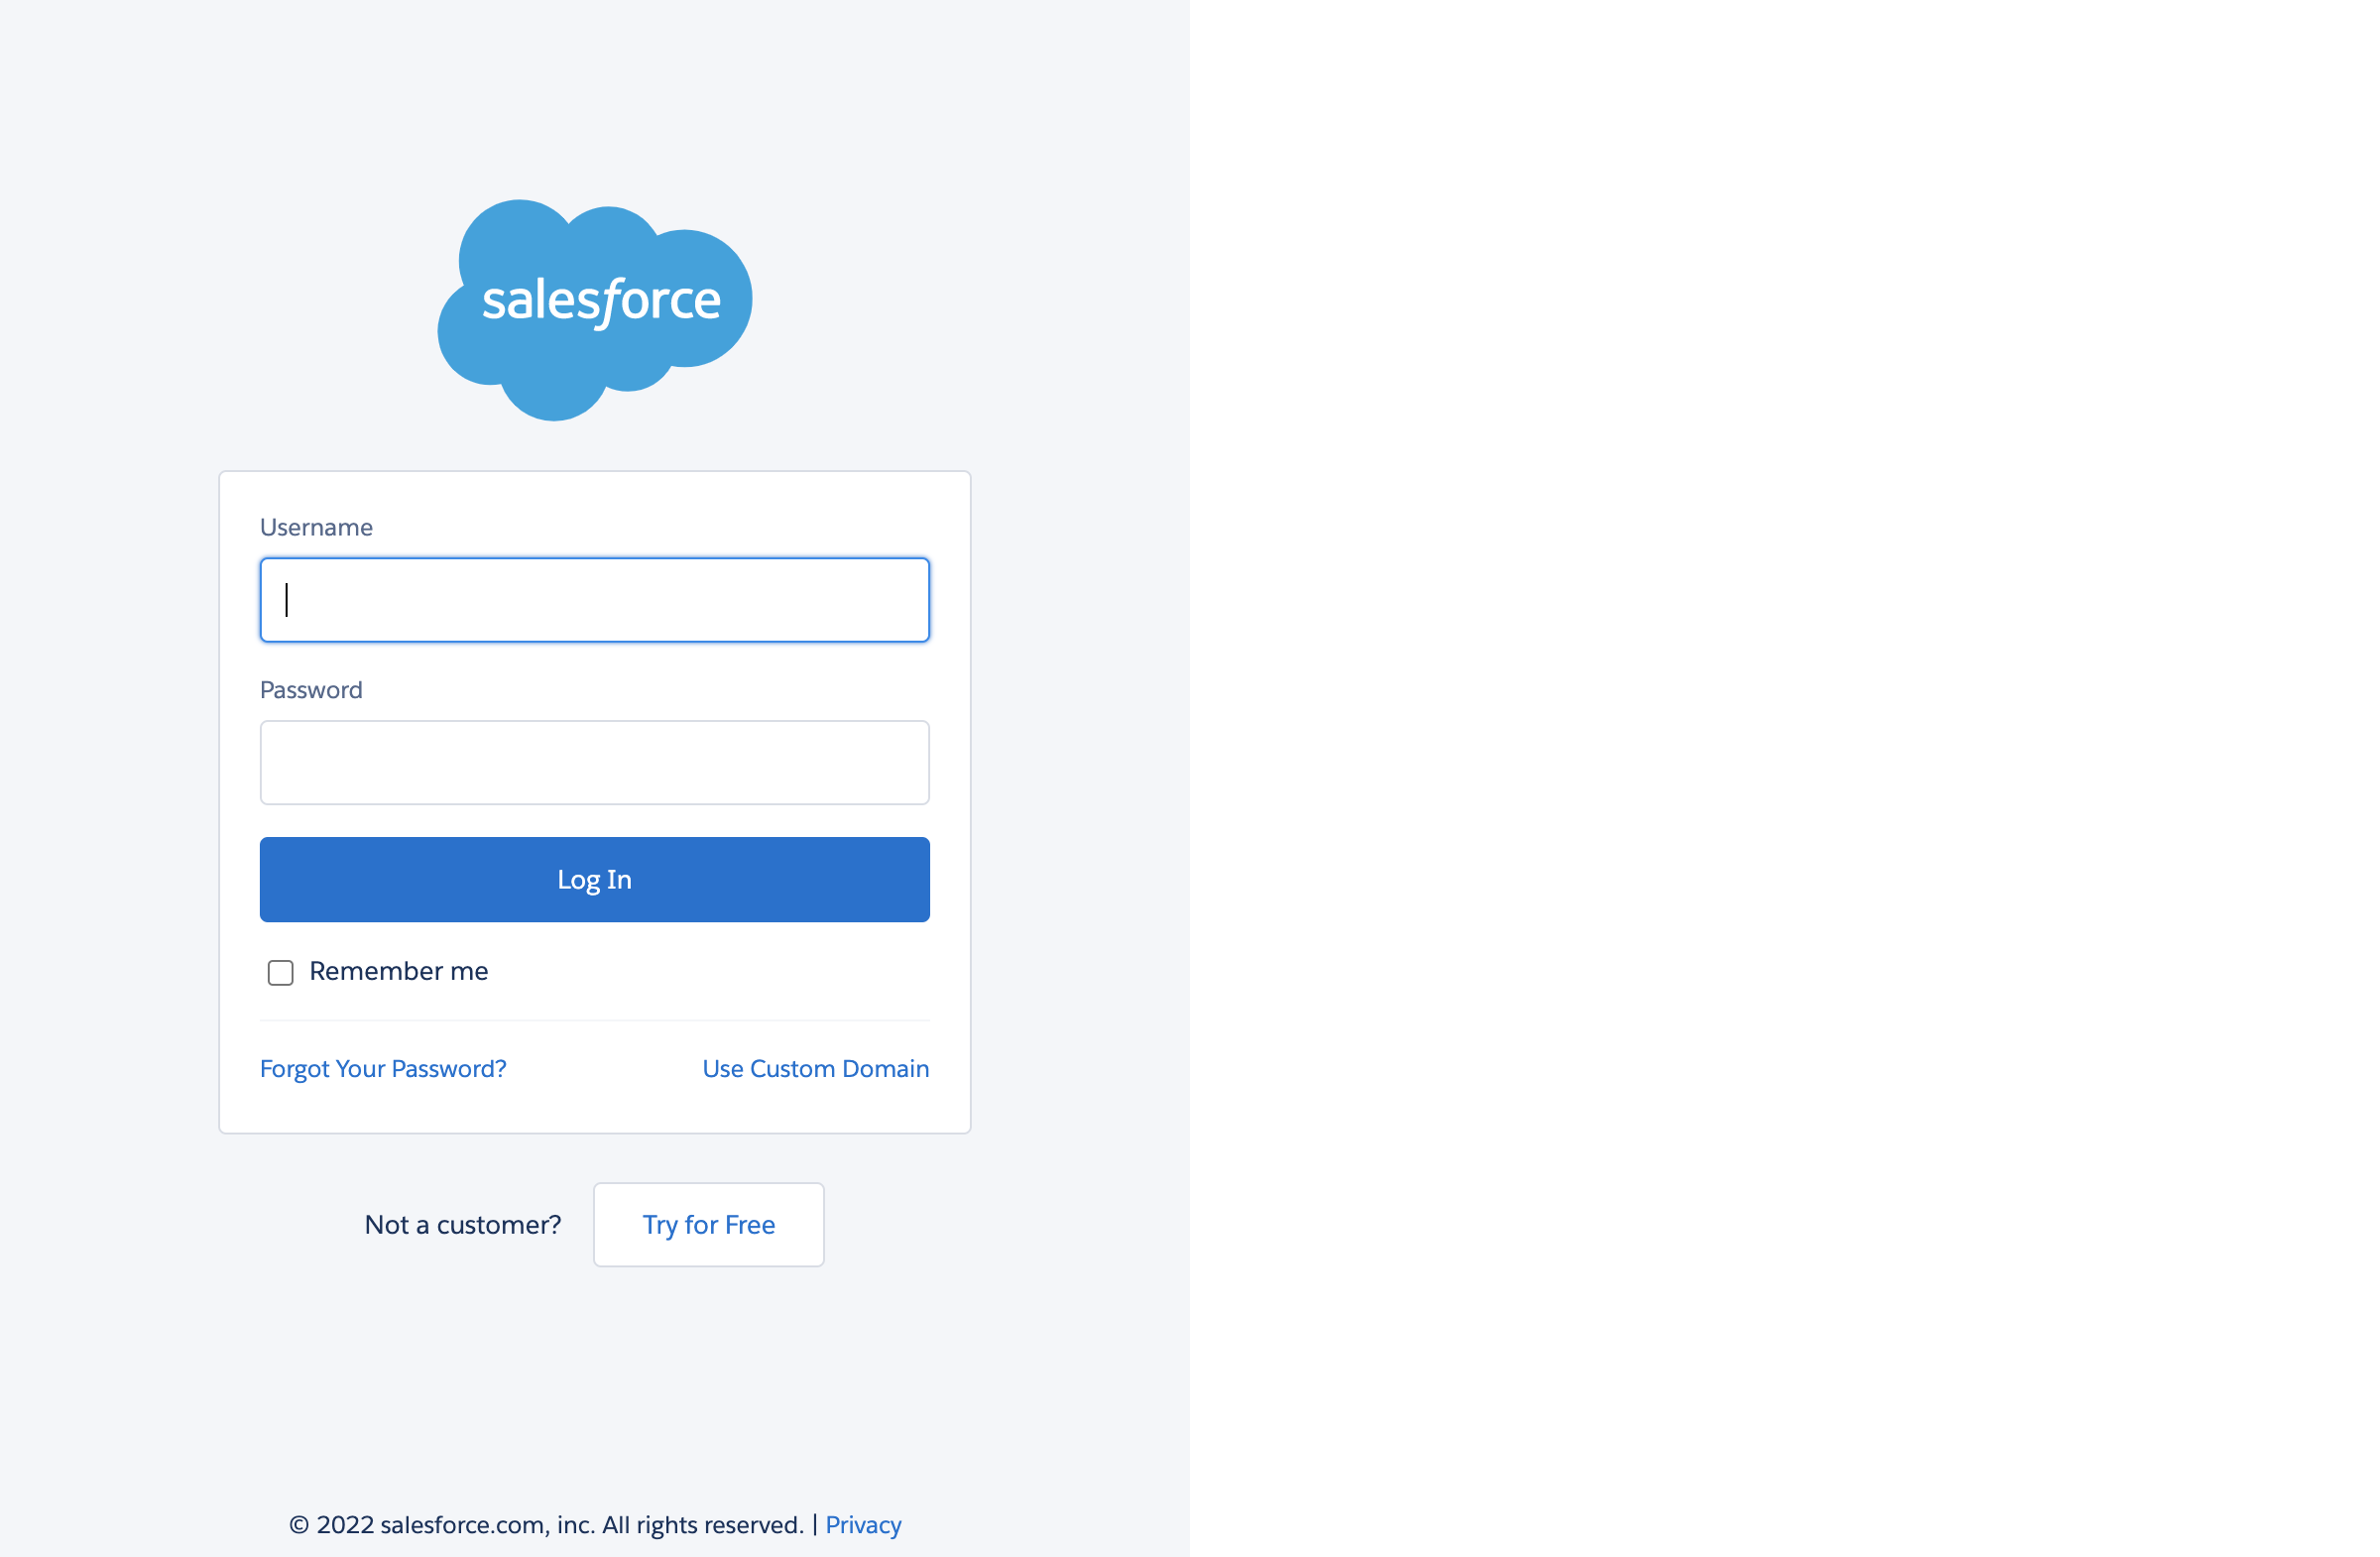 salesforce
Username
Password
Log In
Remember me
Forgot Your Password? Use Custom Domain
Not a customer? Try for Free
© 2022 salesforce.com, inc. All rights reserved. | Privacy